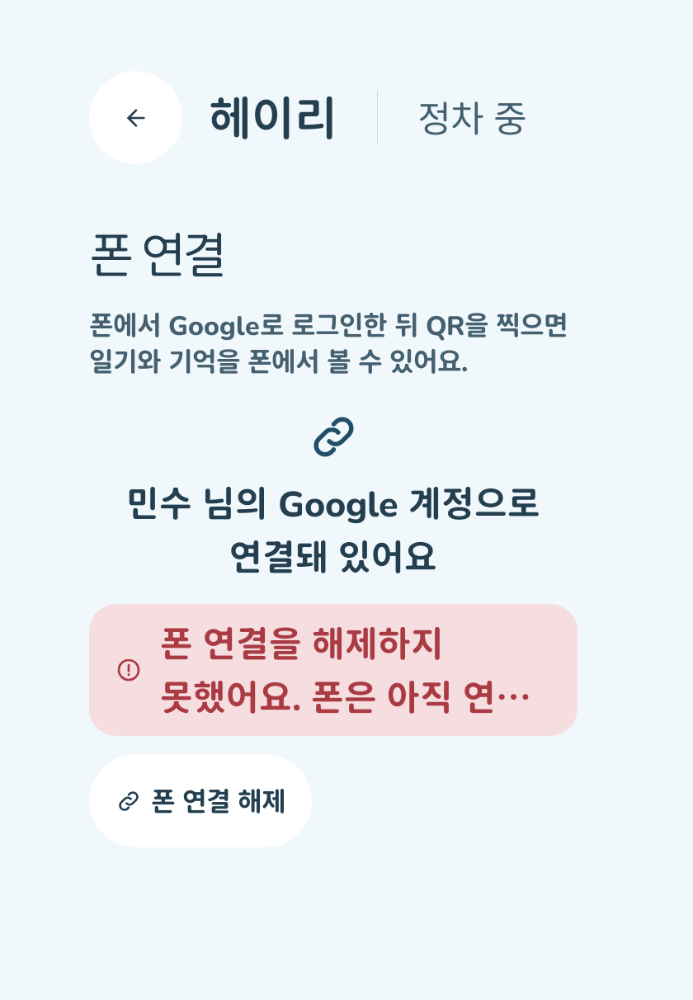 헤이리
정차 중
폰 연결
폰에서 Google로 로그인한 뒤 QR을 찍으면
일기와 기억을 폰에서 볼 수 있어요.
민수 님의 Google 계정으로
연결돼 있어요
폰 연결을 해제하지
못했어요. 폰은 아직 연…
폰 연결 해제